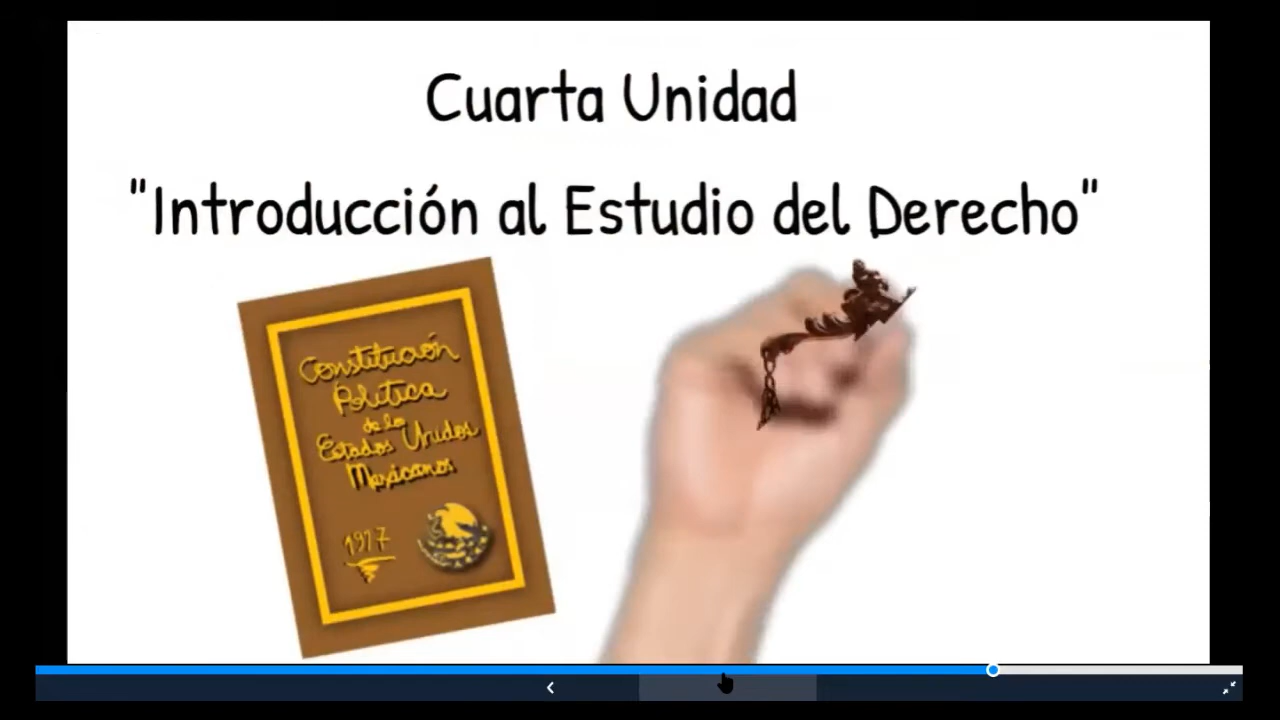 Cuarta Unidad
"Introducción al Estudio del Derecho"
Constitución
Política
de los
Estados Unidos
Mexicanos
1917